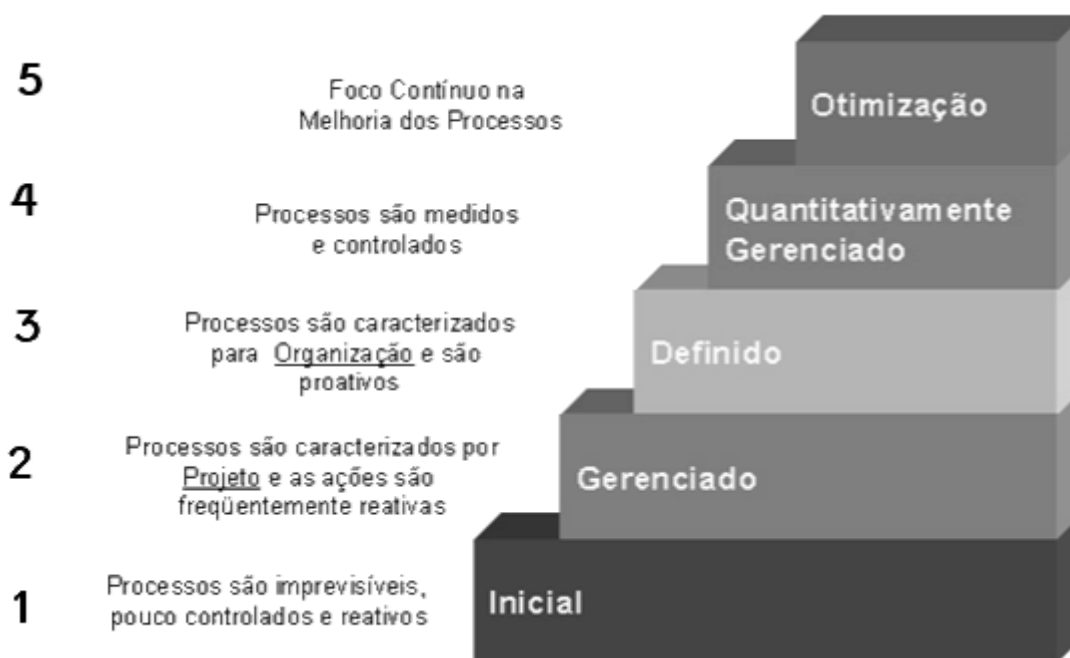 5
Foco Contínuo na
Melhoria dos Processos
Otimização
4
Processos são medidos
e controlados
Quantitativamente
Gerenciado
3
Processos são caracterizados
para Organização e são
proativos
Definido
2
Processos são caracterizados por
Projeto e as ações são
freqüentemente reativas
Gerenciado
1
Processos são imprevisíveis,
pouco controlados e reativos
Inicial